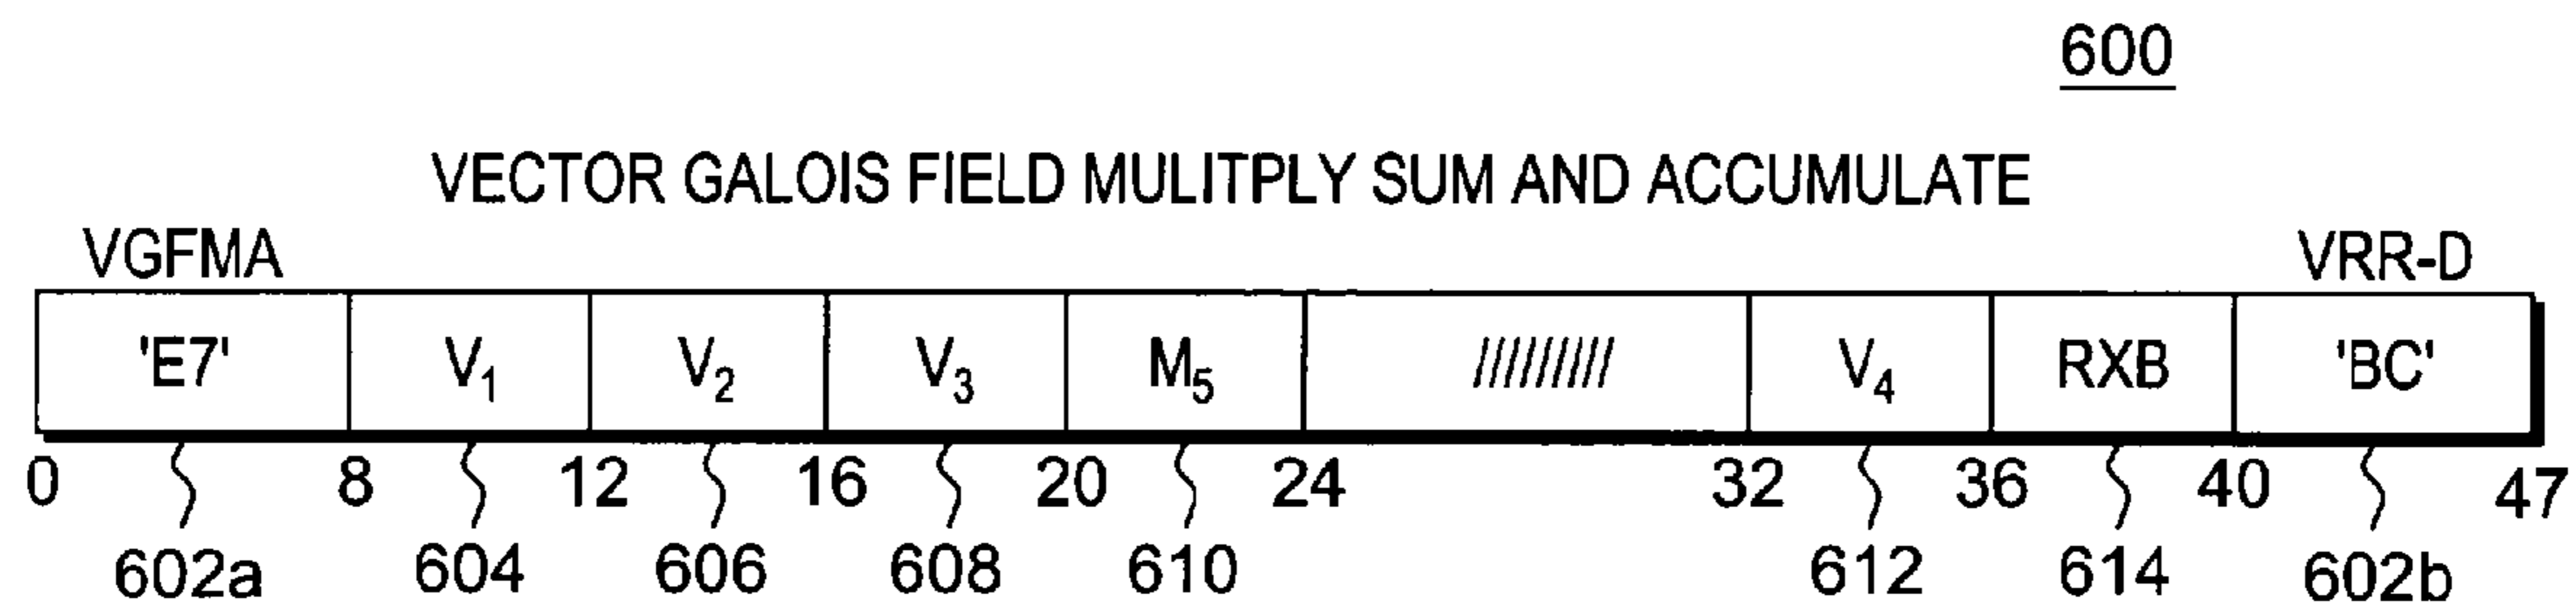 600
VECTOR GALOIS FIELD MULITPLY SUM AND ACCUMULATE
VGFMA VRR-D
'E7' V1 V2 V3 M5 ///////// V4 RXB 'BC'
0 8 12 16 20 24 32 36 40 47
602a 604 606 608 610 612 614 602b